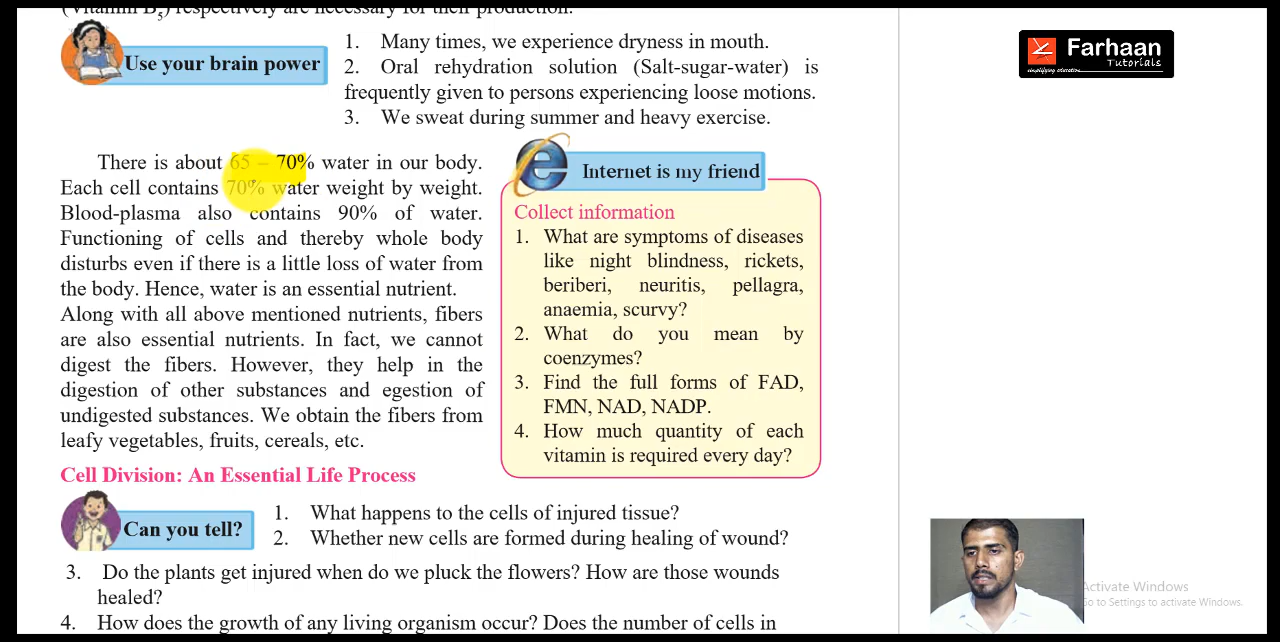 (Vitamin B5) respectively are necessary for their production.
Use your brain power
1. Many times, we experience dryness in mouth.
2. Oral rehydration solution (Salt-sugar-water) is
frequently given to persons experiencing loose motions.
3. We sweat during summer and heavy exercise.
There is about 65 – 70% water in our body.
Each cell contains 70% water weight by weight.
Blood-plasma also contains 90% of water.
Functioning of cells and thereby whole body
disturbs even if there is a little loss of water from
the body. Hence, water is an essential nutrient.
Along with all above mentioned nutrients, fibers
are also essential nutrients. In fact, we cannot
digest the fibers. However, they help in the
digestion of other substances and egestion of
undigested substances. We obtain the fibers from
leafy vegetables, fruits, cereals, etc.
Internet is my friend
Collect information
1. What are symptoms of diseases
like night blindness, rickets,
beriberi, neuritis, pellagra,
anaemia, scurvy?
2. What do you mean by
coenzymes?
3. Find the full forms of FAD,
FMN, NAD, NADP.
4. How much quantity of each
vitamin is required every day?
Cell Division: An Essential Life Process
Can you tell?
1. What happens to the cells of injured tissue?
2. Whether new cells are formed during healing of wound?
3. Do the plants get injured when do we pluck the flowers? How are those wounds
healed?
4. How does the growth of any living organism occur? Does the number of cells in
Farhaan
Tutorials
simplifying education
Activate Windows
Go to Settings to activate Windows.